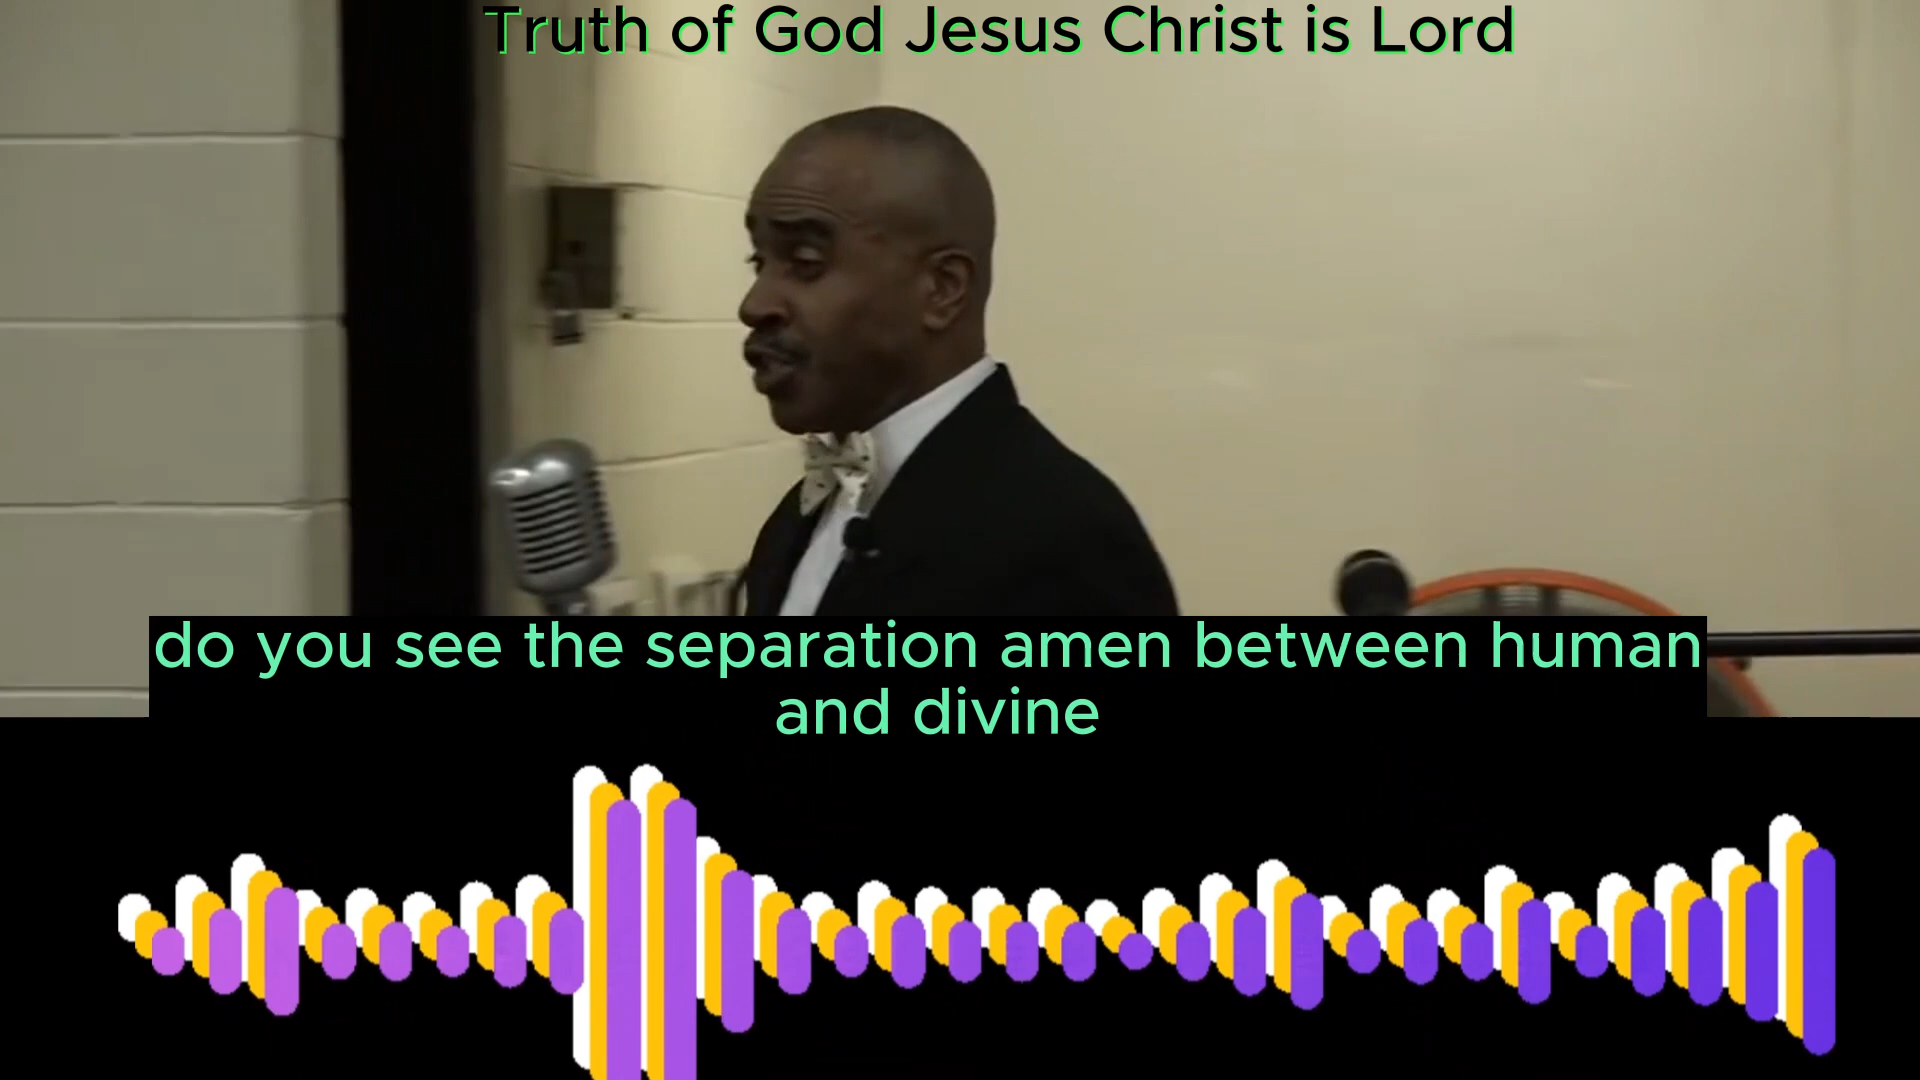 Truth of God Jesus Christ is Lord
do you see the separation amen between human
and divine